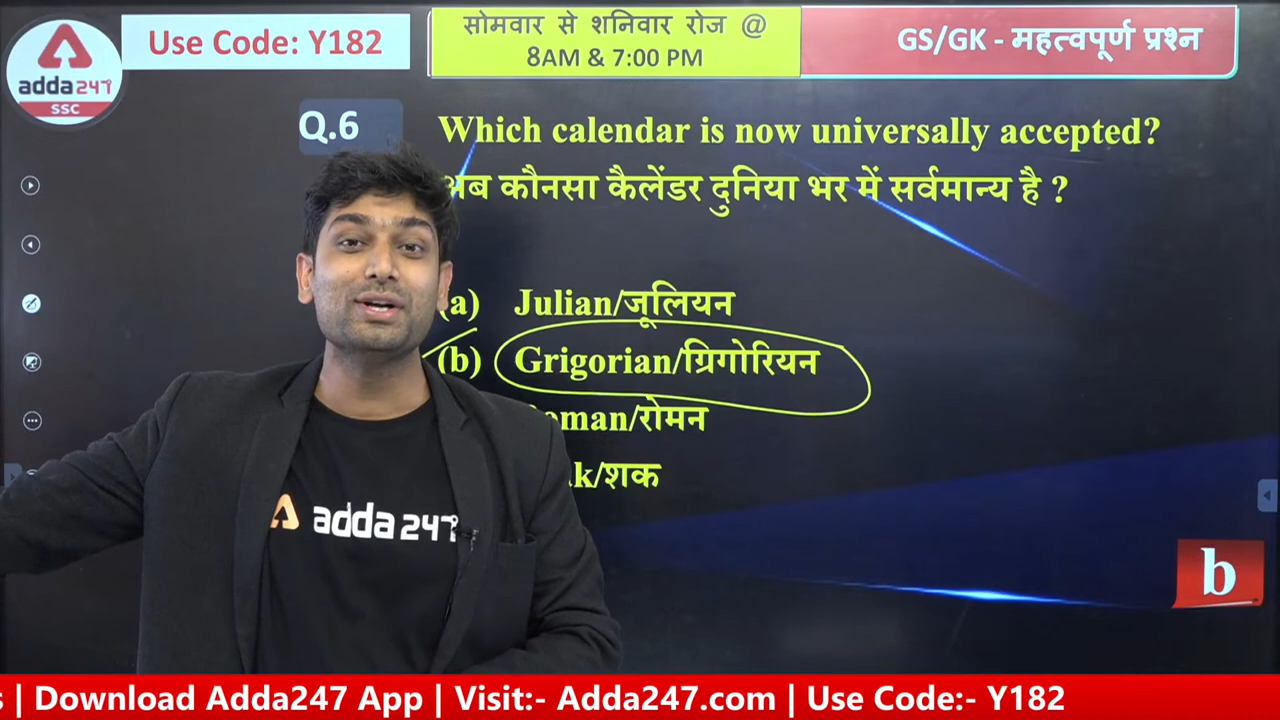 adda247
SSC
Use Code: Y182
सोमवार से शनिवार रोज @
8AM & 7:00 PM
GS/GK - महत्वपूर्ण प्रश्न
Q.6
Which calendar is now universally accepted?
अब कौनसा कैलेंडर दुनिया भर में सर्वमान्य है ?
(a) Julian/जूलियन
(b) Grigorian/ग्रिगोरियन
/रोमन
/शक
adda247
b
| Download Adda247 App | Visit:- Adda247.com | Use Code:- Y182